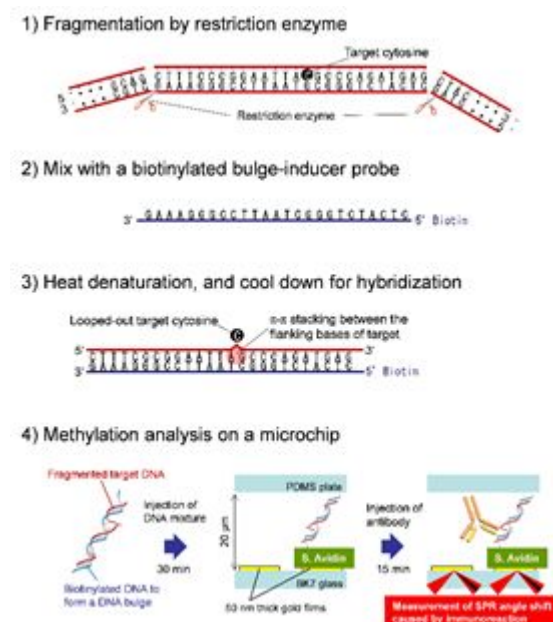 1) Fragmentation by restriction enzyme
Target cytosine
C
Restriction enzyme
2) Mix with a biotinylated bulge-inducer probe
3' GAAAGGGCCTTAATCGGGTCTACTC 5' Biotin
3) Heat denaturation, and cool down for hybridization
Looped-out target cytosine
C
π-π stacking between the
flanking bases of target
5' 3'
3' 5' Biotin
4) Methylation analysis on a microchip
Fragmented target DNA
Injection of
DNA mixture
30 min
Biotinylated DNA to
form a DNA bulge
PDMS plate
20 μm
S. Avidin
BK7 glass
50 nm thick gold films
Injection of
antibody
15 min
S. Avidin
Measurement of SPR angle shift
caused by immunoreaction